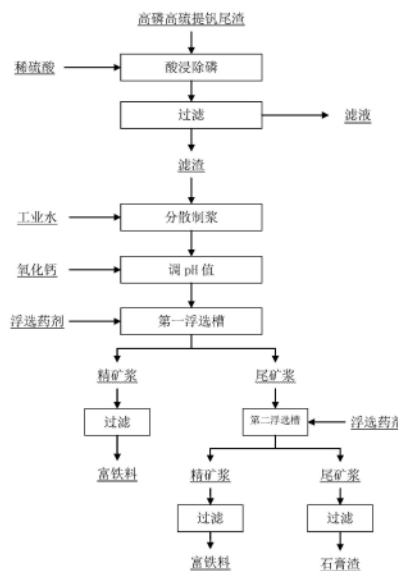 高磷高硫提钒尾渣
稀硫酸
酸浸除磷
过滤
滤液
滤渣
工业水
分散制浆
氧化钙
调 pH 值
浮选药剂
第一浮选槽
精矿浆
尾矿浆
过滤
第二浮选槽
浮选药剂
富铁料
精矿浆
尾矿浆
过滤
过滤
富铁料
石膏渣